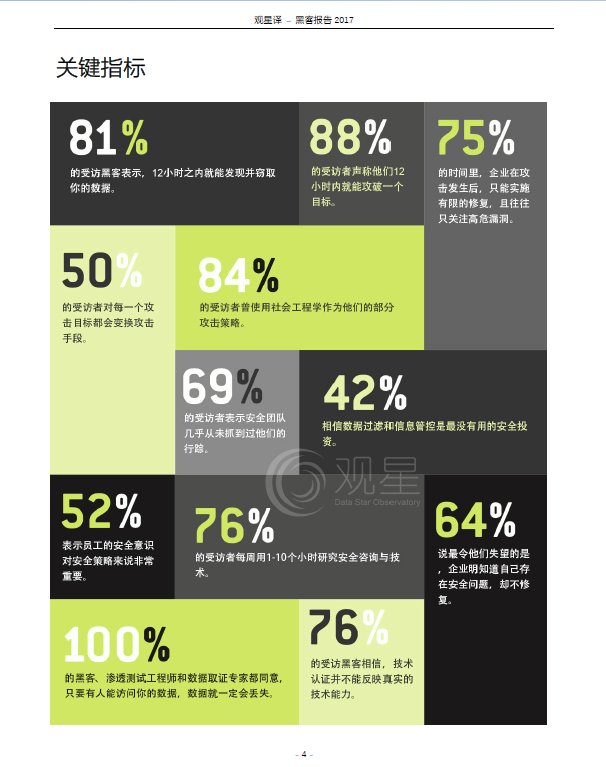 观星译 – 黑客报告 2017
关键指标
81%
的受访黑客表示，12小时之内就能发现并窃取
你的数据。
88%
的受访者声称他们12
小时内就能攻破一个
目标。
75%
的时间里，企业在攻
击发生后，只能实施
有限的修复，且往往
只关注高危漏洞。
50%
的受访者对每一个攻
击目标都会变换攻击
手段。
84%
的受访者曾使用社会工程学作为他们的部分
攻击策略。
69%
的受访者表示安全团队
几乎从未抓到过他们的
行踪。
42%
相信数据过滤和信息管控是最没有用的安全投
资。
观星
Data Star Observatory
52%
表示员工的安全意识
对安全策略来说非常
重要。
76%
的受访者每周用1-10个小时研究安全咨询与技
术。
64%
说最令他们失望的是
，企业明知道自己存
在安全问题，却不修
复。
100%
的黑客、渗透测试工程师和数据取证专家都同意，
只要有人能访问你的数据，数据就一定会丢失。
76%
的受访黑客相信，技术
认证并不能反映真实的
技术能力。
- 4 -